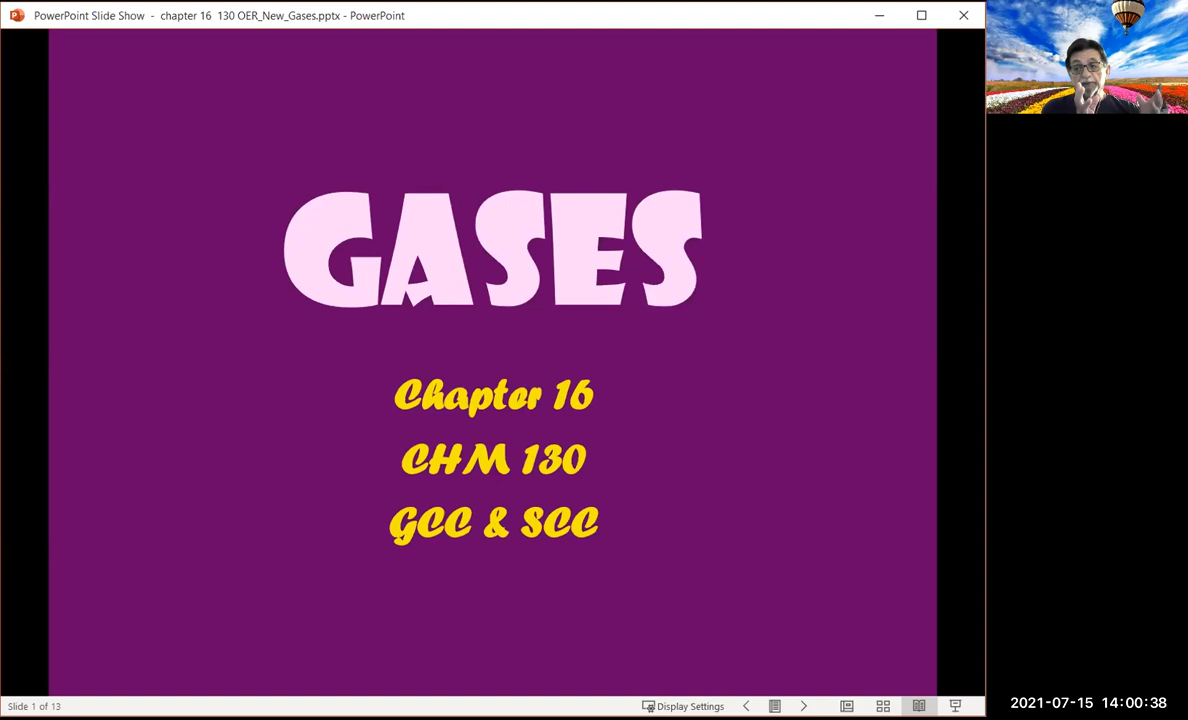 PowerPoint Slide Show - chapter 16 130 OER_New_Gases.pptx - PowerPoint
GASES
Chapter 16
CHM 130
GCC & SCC
Slide 1 of 13
Display Settings
2021-07-15 14:00:38